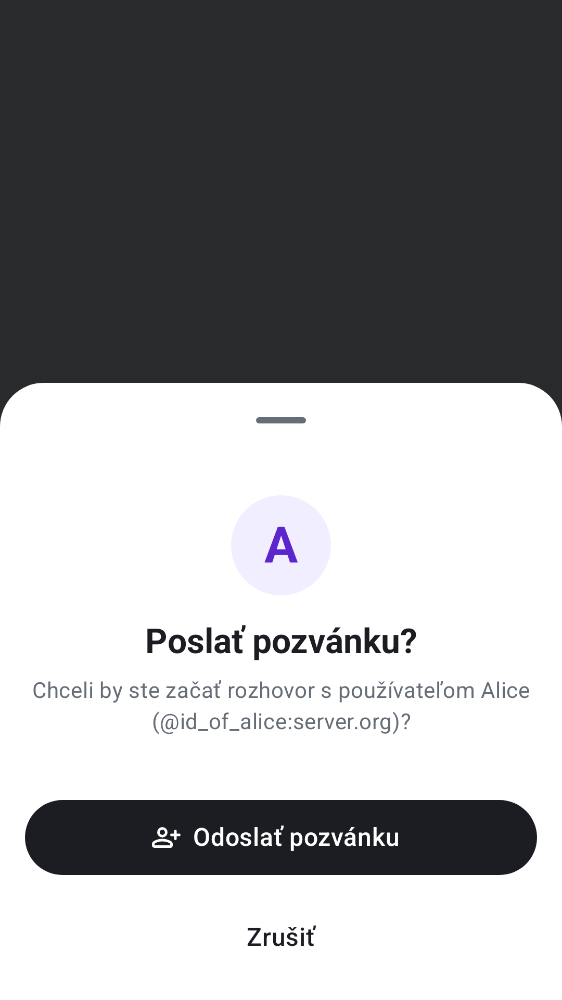 A
Poslať pozvánku?
Chceli by ste začať rozhovor s používateľom Alice
(@id_of_alice:server.org)?
Odoslať pozvánku
Zrušiť